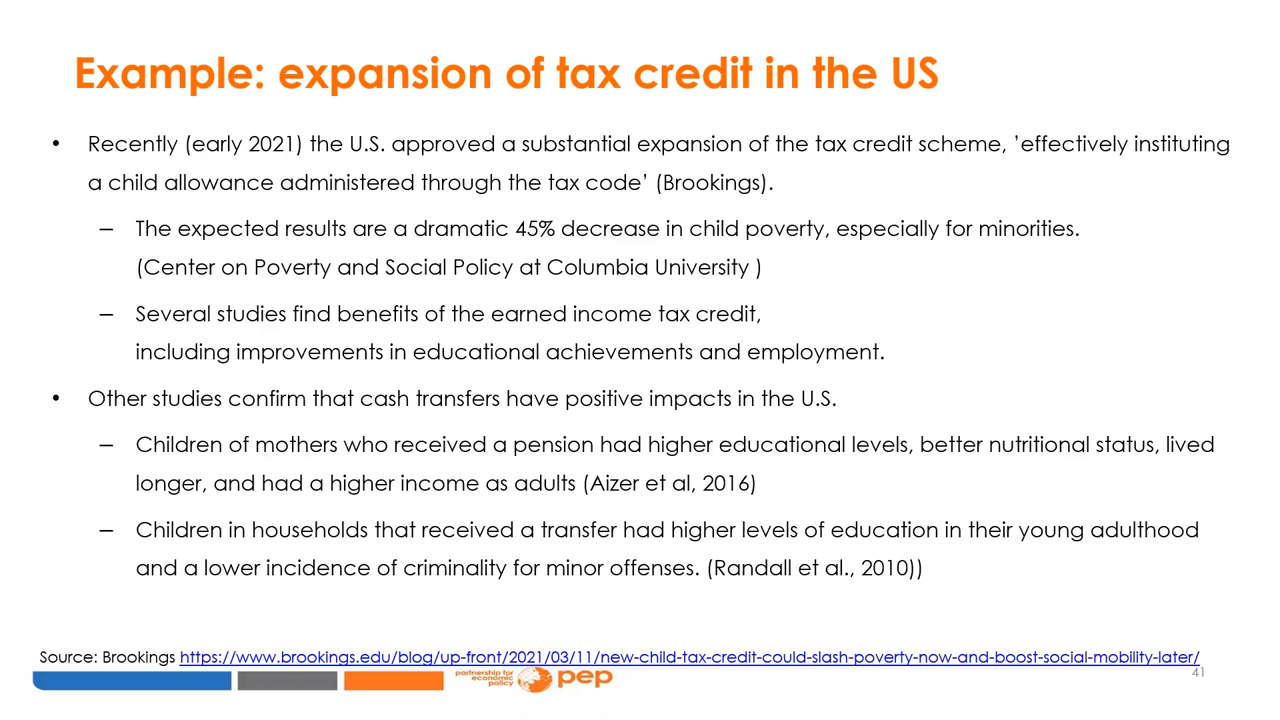 Example: expansion of tax credit in the US
• Recently (early 2021) the U.S. approved a substantial expansion of the tax credit scheme, ’effectively instituting
a child allowance administered through the tax code’ (Brookings).
– The expected results are a dramatic 45% decrease in child poverty, especially for minorities.
(Center on Poverty and Social Policy at Columbia University )
– Several studies find benefits of the earned income tax credit,
including improvements in educational achievements and employment.
• Other studies confirm that cash transfers have positive impacts in the U.S.
– Children of mothers who received a pension had higher educational levels, better nutritional status, lived
longer, and had a higher income as adults (Aizer et al, 2016)
– Children in households that received a transfer had higher levels of education in their young adulthood
and a lower incidence of criminality for minor offenses. (Randall et al., 2010))
Source: Brookings https://www.brookings.edu/blog/up-front/2021/03/11/new-child-tax-credit-could-slash-poverty-now-and-boost-social-mobility-later/
41
partnership for
economic
policy
pep